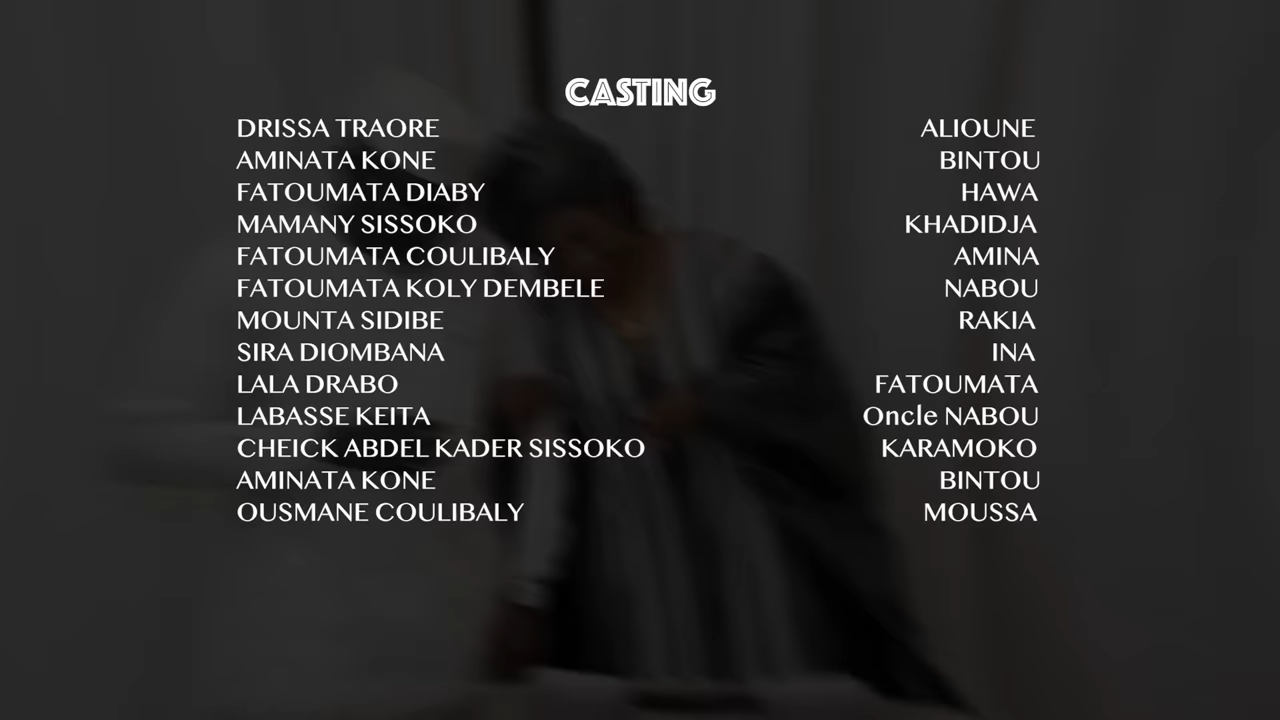 CASTING
DRISSA TRAORE ALIOUNE
AMINATA KONE BINTOU
FATOUMATA DIABY HAWA
MAMANY SISSOKO KHADIDJA
FATOUMATA COULIBALY AMINA
FATOUMATA KOLY DEMBELE NABOU
MOUNTA SIDIBE RAKIA
SIRA DIOMBANA INA
LALA DRABO FATOUMATA
LABASSE KEITA Oncle NABOU
CHEICK ABDEL KADER SISSOKO KARAMOKO
AMINATA KONE BINTOU
OUSMANE COULIBALY MOUSSA